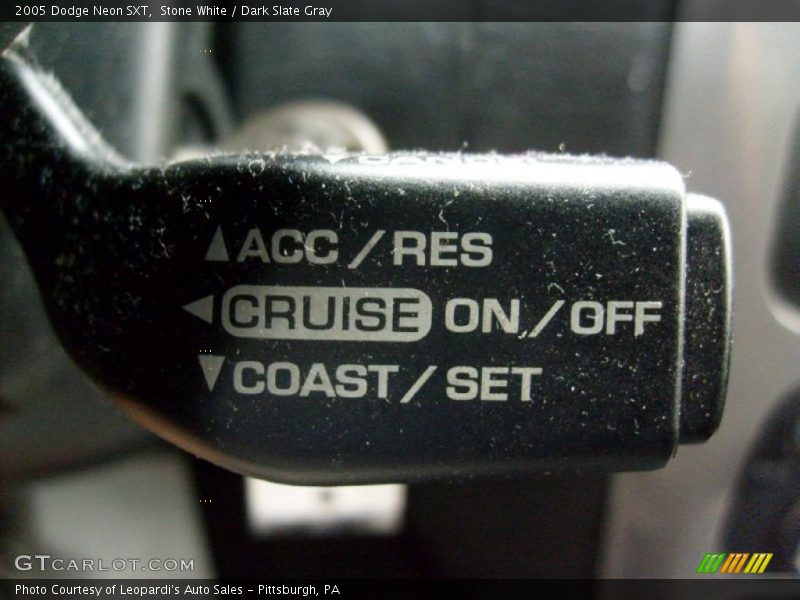 2005 Dodge Neon SXT,  Stone White / Dark Slate Gray
ACC/RES
CRUISE ON/OFF
COAST/SET
GTCARLOT.COM
Photo Courtesy of Leopardi's Auto Sales - Pittsburgh, PA